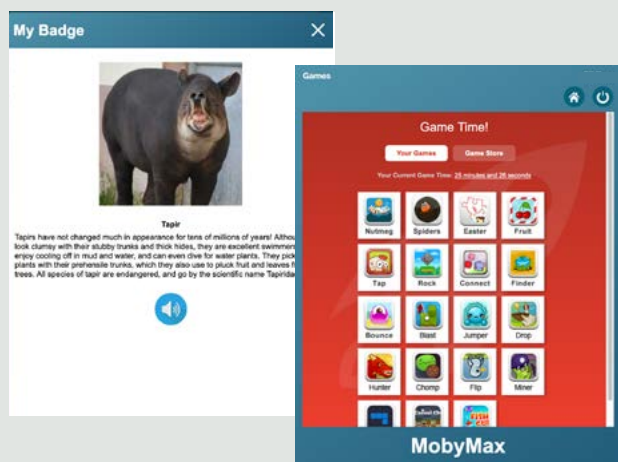 My Badge
Tapir
Tapirs have not changed much in appearance for tens of millions of years! Althou
look clumsy with their stubby trunks and thick hides, they are excellent swimmer
enjoy cooling off in mud and water, and can even dive for water plants. They pick
plants with their prehensile trunks, which they also use to pluck fruit and leaves f
trees. All species of tapir are endangered, and go by the scientific name Tapirida
Games
Game Time!
Your Games Game Store
Your Current Game Time: 25 minutes and 26 seconds
Nutmeg Spiders Easter Fruit
Tap Rock Connect Finder
Bounce Blast Jumper Drop
Hunter Chomp Flip Miner
MobyMax